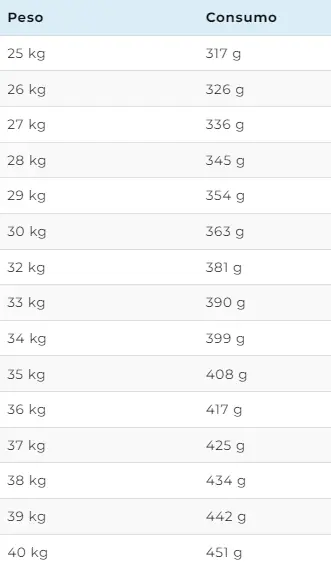 Peso Consumo
25 kg 317 g
26 kg 326 g
27 kg 336 g
28 kg 345 g
29 kg 354 g
30 kg 363 g
32 kg 381 g
33 kg 390 g
34 kg 399 g
35 kg 408 g
36 kg 417 g
37 kg 425 g
38 kg 434 g
39 kg 442 g
40 kg 451 g